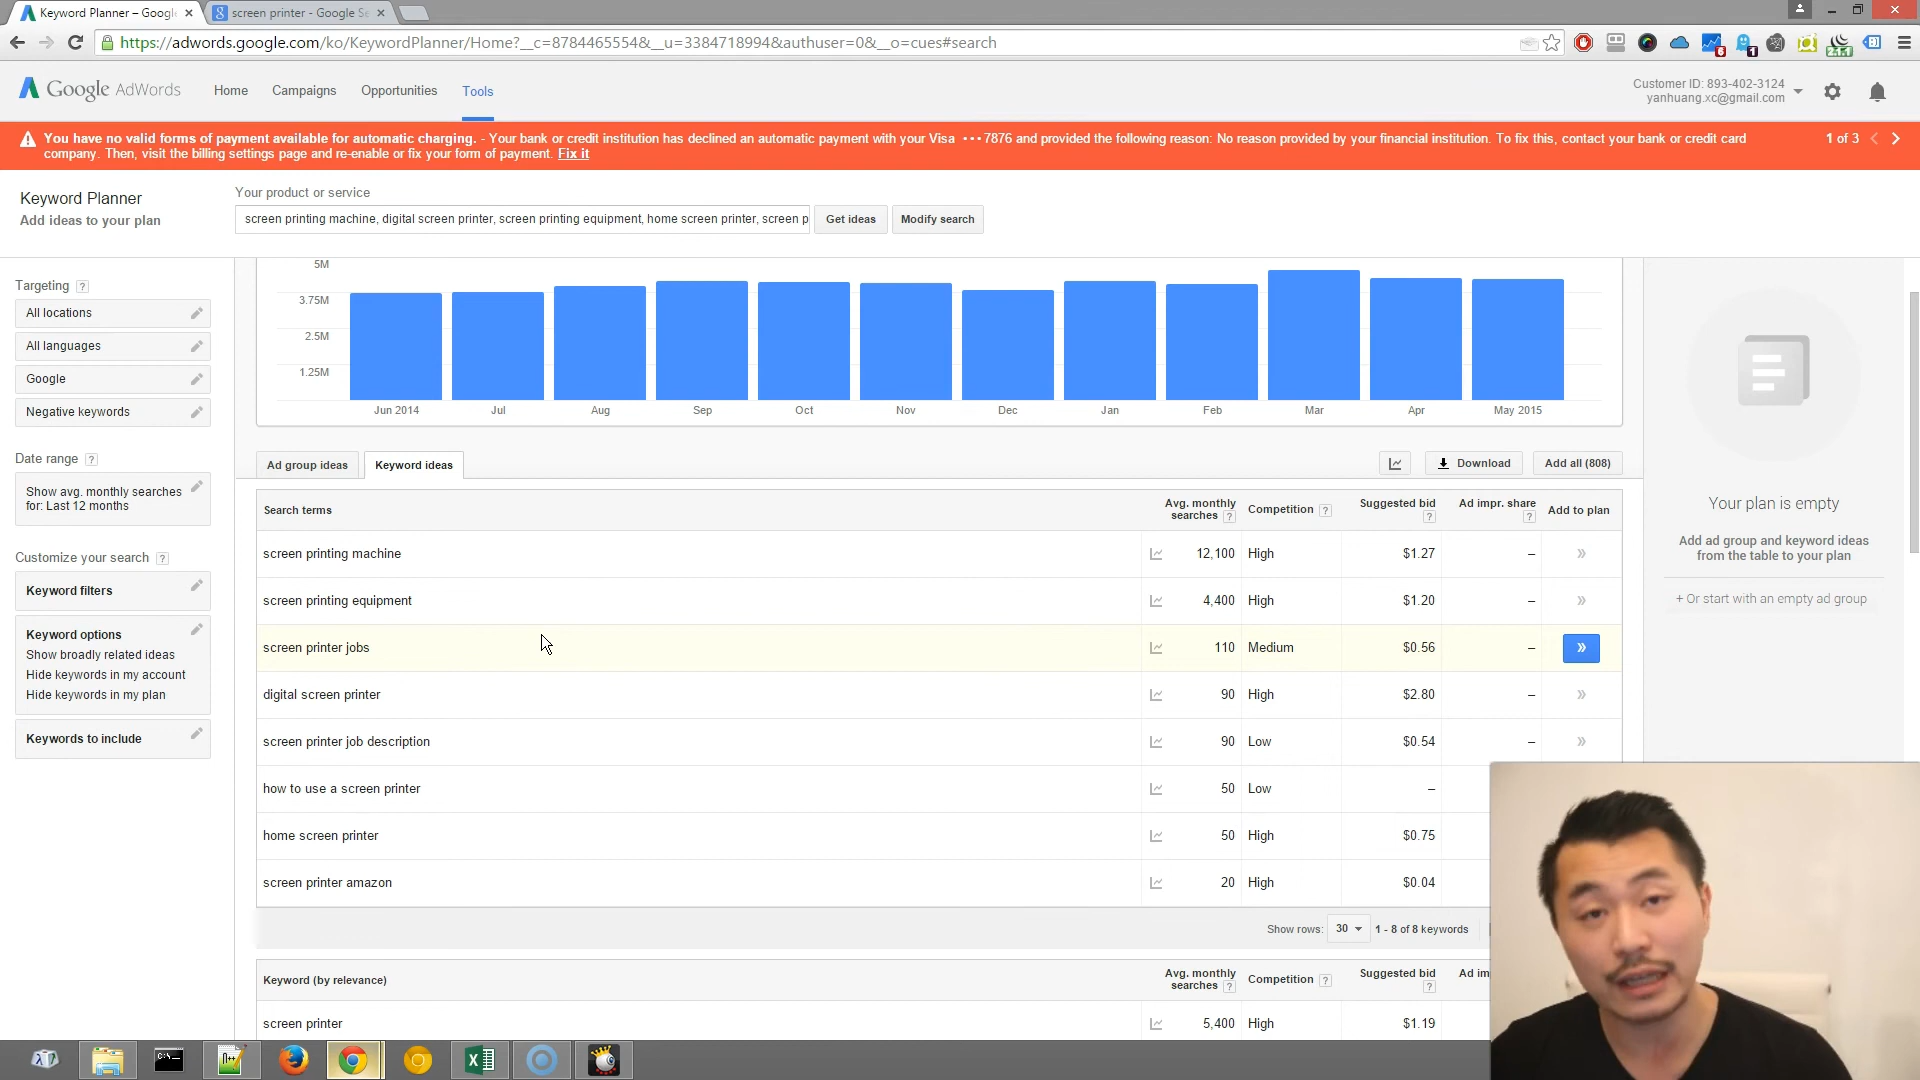 Keyword Planner – Googl
screen printer - Google Se
https://adwords.google.com/ko/KeywordPlanner/Home?__c=8784465554&__u=3384718994&authuser=0&__o=cues#search
Google AdWords
Home
Campaigns
Opportunities
Tools
Customer ID: 893-402-3124
yanhuang.xc@gmail.com
You have no valid forms of payment available for automatic charging. - Your bank or credit institution has declined an automatic payment with your Visa •••7876 and provided the following reason: No reason provided by your financial institution. To fix this, contact your bank or credit card
company. Then, visit the billing settings page and re-enable or fix your form of payment. Fix it
1 of 3
Keyword Planner
Add ideas to your plan
Your product or service
screen printing machine, digital screen printer, screen printing equipment, home screen printer, screen p
Get ideas
Modify search
Targeting ?
All locations
All languages
Google
Negative keywords
Date range ?
Show avg. monthly searches
for: Last 12 months
Customize your search ?
Keyword filters
Keyword options
Show broadly related ideas
Hide keywords in my account
Hide keywords in my plan
Keywords to include
5M
3.75M
2.5M
1.25M
Jun 2014 Jul Aug Sep Oct Nov Dec Jan Feb Mar Apr May 2015
Ad group ideas
Keyword ideas
Download
Add all (808)
Search terms
Avg. monthly
searches ?
Competition ?
Suggested bid
?
Ad impr. share
?
Add to plan
screen printing machine 12,100 High $1.27 – »
screen printing equipment 4,400 High $1.20 – »
screen printer jobs 110 Medium $0.56 – »
digital screen printer 90 High $2.80 – »
screen printer job description 90 Low $0.54 – »
how to use a screen printer 50 Low –
home screen printer 50 High $0.75
screen printer amazon 20 High $0.04
Show rows: 30 1 - 8 of 8 keywords
Keyword (by relevance)
Avg. monthly
searches ?
Competition ?
Suggested bid
?
Ad im
screen printer 5,400 High $1.19
Your plan is empty
Add ad group and keyword ideas
from the table to your plan
+ Or start with an empty ad group